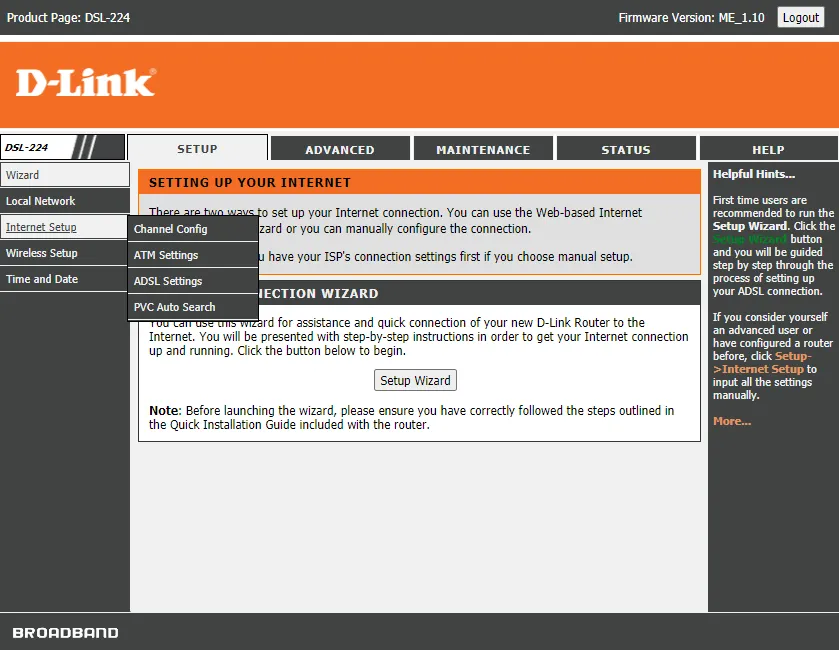 Product Page: DSL-224
Firmware Version: ME_1.10
Logout
D-Link
DSL-224
SETUP
ADVANCED
MAINTENANCE
STATUS
HELP
Wizard
Local Network
Internet Setup
Wireless Setup
Time and Date
Channel Config
ATM Settings
ADSL Settings
PVC Auto Search
SETTING UP YOUR INTERNET
There are two ways to set up your Internet connection. You can use the Web-based Internet
or you can manually configure the connection.
have your ISP's connection settings first if you choose manual setup.
WIZARD
You can use this wizard for assistance and quick connection of your new D-Link Router to the
Internet. You will be presented with step-by-step instructions in order to get your Internet connection
up and running. Click the button below to begin.
Setup Wizard
Note: Before launching the wizard, please ensure you have correctly followed the steps outlined in
the Quick Installation Guide included with the router.
Helpful Hints...
First time users are
recommended to run the
Setup Wizard. Click the
Setup Wizard button
and you will be guided
step by step through the
process of setting up
your ADSL connection.
If you consider yourself
an advanced user or
have configured a router
before, click Setup-
>Internet Setup to
input all the settings
manually.
More...
BROADBAND